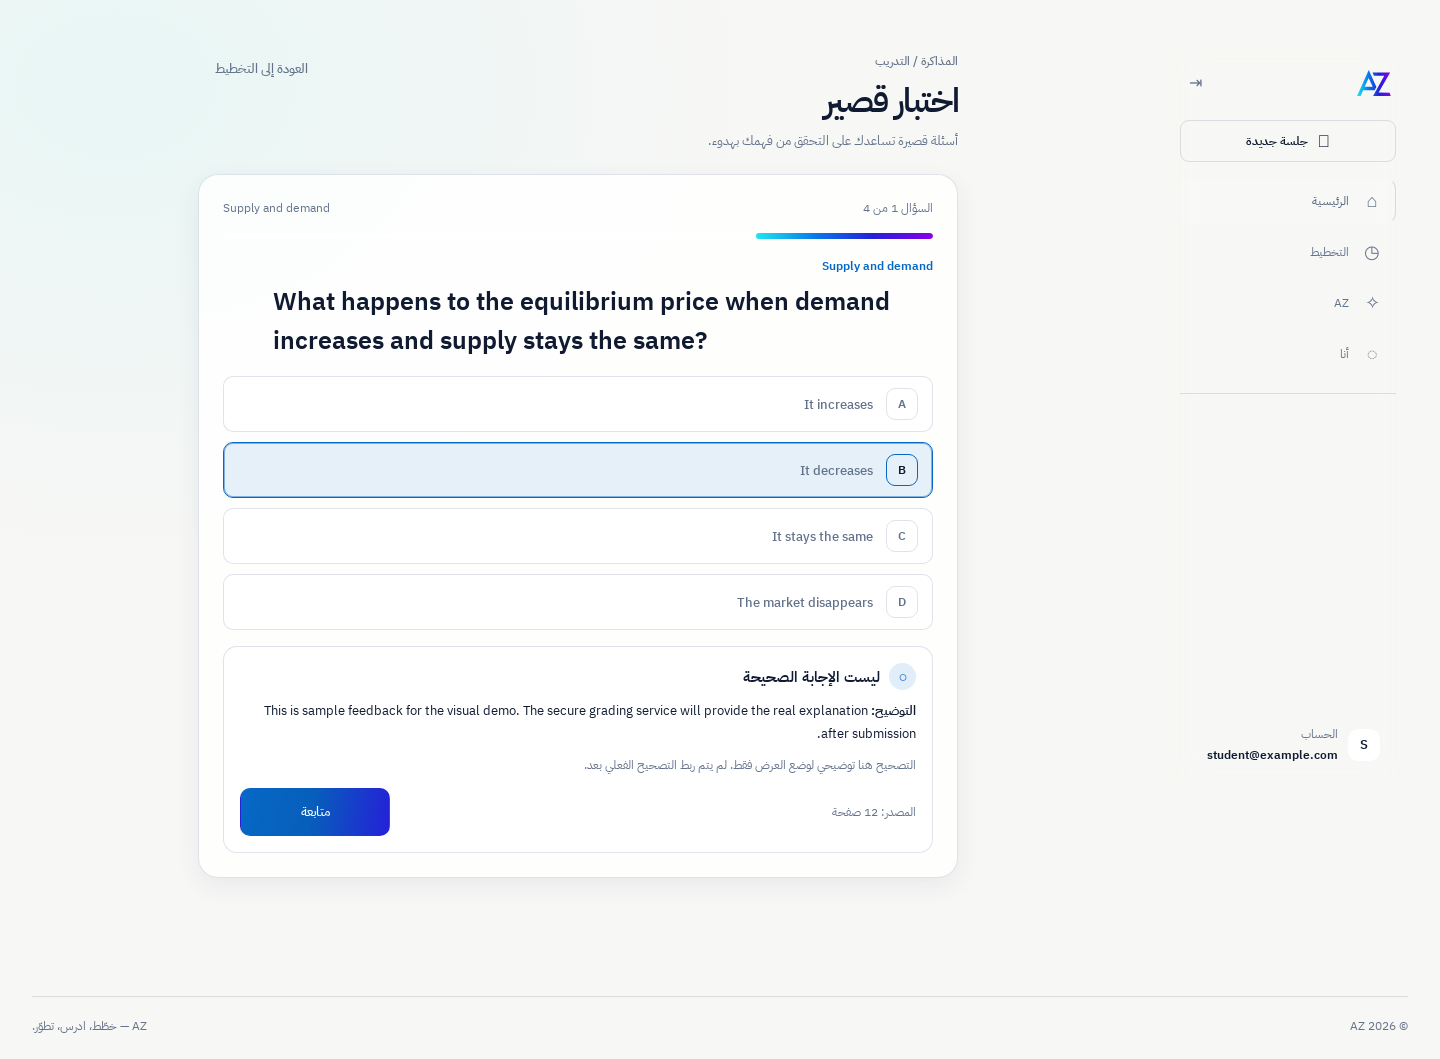 AZ
جلسة جديدة
الرئيسية
التخطيط
AZ
أنا
الحساب
student@example.com
S
المذاكرة / التدريب
العودة إلى التخطيط
اختبار قصير
أسئلة قصيرة تساعدك على التحقق من فهمك بهدوء.
السؤال 1 من 4
Supply and demand
Supply and demand
What happens to the equilibrium price when demand
increases and supply stays the same?
A It increases
B It decreases
C It stays the same
D The market disappears
ليست الإجابة الصحيحة
التوضيح: This is sample feedback for the visual demo. The secure grading service will provide the real explanation
after submission.
التصحيح هنا توضيحي لوضع العرض فقط. لم يتم ربط التصحيح الفعلي بعد.
المصدر: 12 صفحة
متابعة
© 2026 AZ
AZ — خطّط، ادرس، تطوّر.